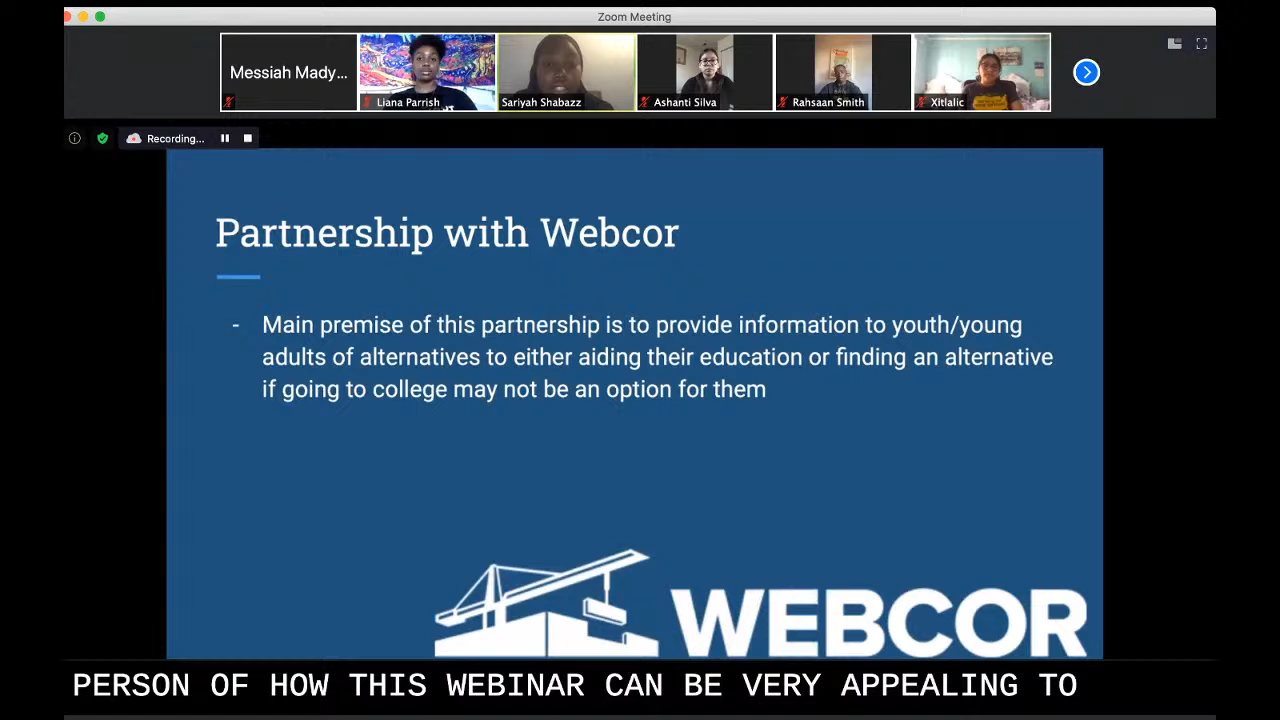 Zoom Meeting
Messiah Mady...
Liana Parrish
Sariyah Shabazz
Ashanti Silva
Rahsaan Smith
Xitlalic
Recording...
Partnership with Webcor
- Main premise of this partnership is to provide information to youth/young
adults of alternatives to either aiding their education or finding an alternative
if going to college may not be an option for them
WEBCOR
PERSON OF HOW THIS WEBINAR CAN BE VERY APPEALING TO